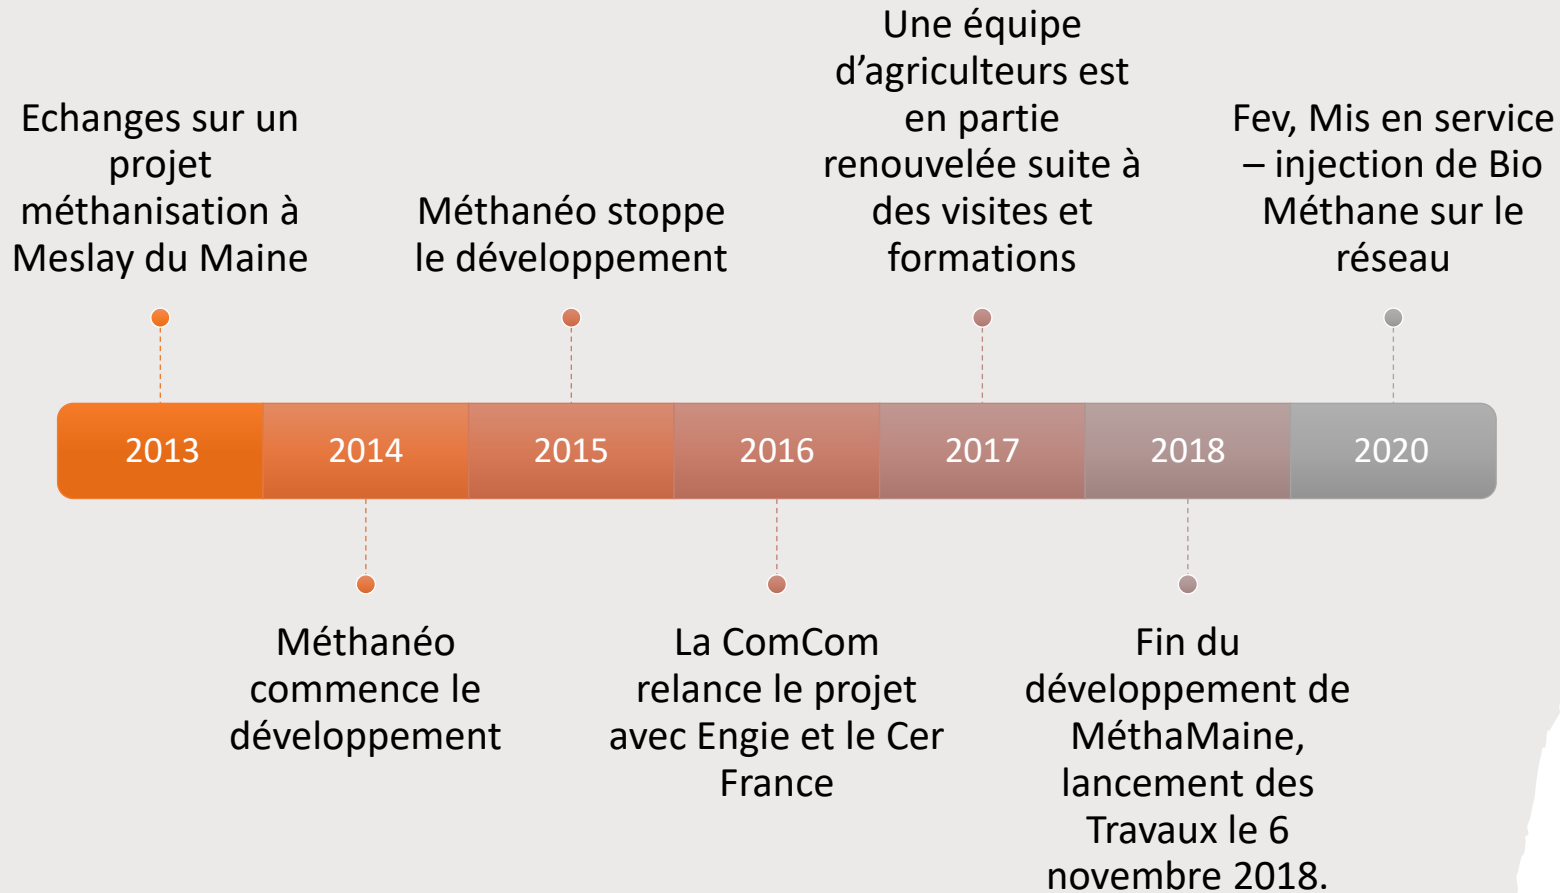 Echanges sur un
projet
méthanisation à
Meslay du Maine
Méthanéo stoppe
le développement
Une équipe
d’agriculteurs est
en partie
renouvelée suite à
des visites et
formations
Fev, Mis en service
– injection de Bio
Méthane sur le
réseau
2013
2014
2015
2016
2017
2018
2020
Méthanéo
commence le
développement
La ComCom
relance le projet
avec Engie et le Cer
France
Fin du
développement de
MéthaMaine,
lancement des
Travaux le 6
novembre 2018.